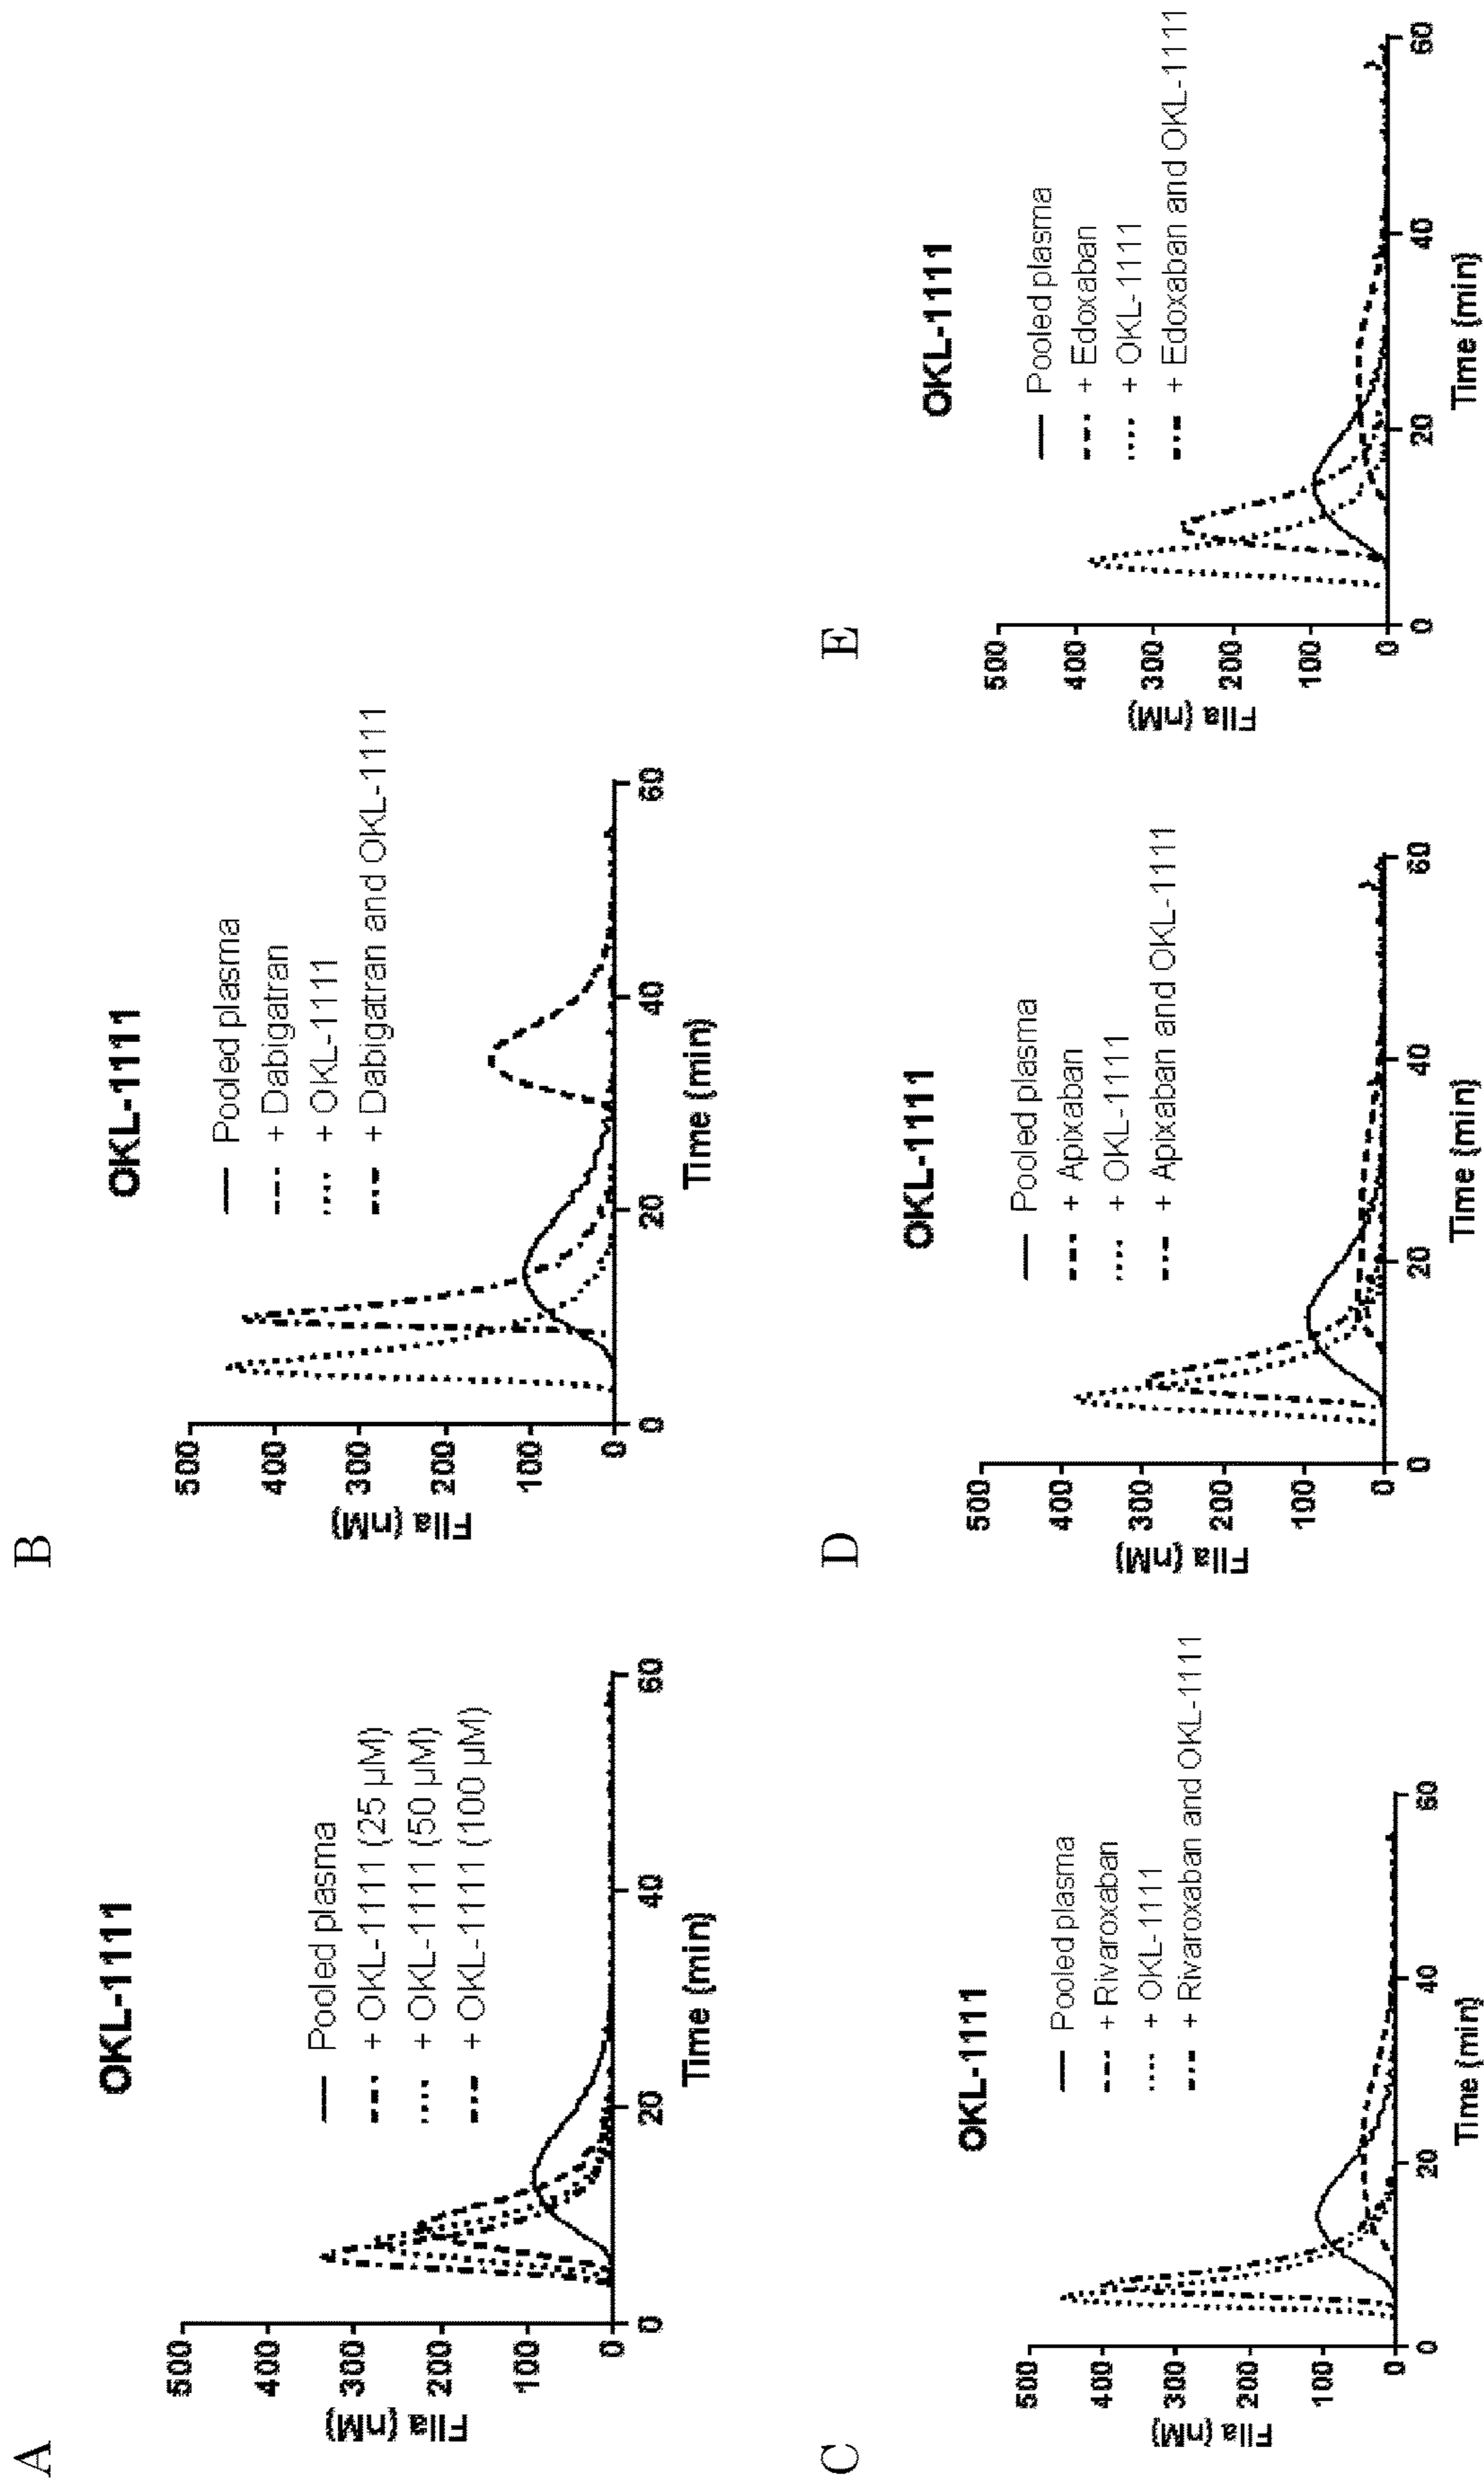 A
OKL-1111
500
400
300
200
100
0
FIIa (nM)
0
20
40
60
Time (min)
Pooled plasma
+ OKL-1111 (25 µM)
+ OKL-1111 (50 µM)
+ OKL-1111 (100 µM)
B
OKL-1111
500
400
300
200
100
0
FIIa (nM)
0
20
40
60
Time (min)
Pooled plasma
+ Dabigatran
+ OKL-1111
+ Dabigatran and OKL-1111
C
OKL-1111
500
400
300
200
100
0
FIIa (nM)
0
20
40
60
Time (min)
Pooled plasma
+ Rivaroxaban
+ OKL-1111
+ Rivaroxaban and OKL-1111
D
OKL-1111
500
400
300
200
100
0
FIIa (nM)
0
20
40
60
Time (min)
Pooled plasma
+ Apixaban
+ OKL-1111
+ Apixaban and OKL-1111
E
OKL-1111
500
400
300
200
100
0
FIIa (nM)
0
20
40
60
Time (min)
Pooled plasma
+ Edoxaban
+ OKL-1111
+ Edoxaban and OKL-1111